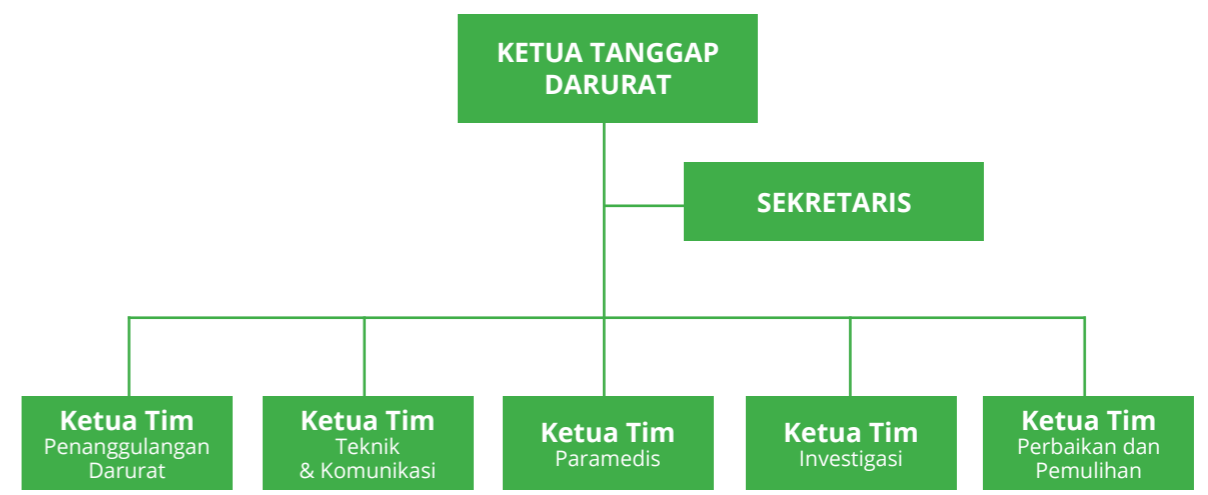 KETUA TANGGAP
DARURAT
SEKRETARIS
Ketua Tim
Penanggulangan
Darurat
Ketua Tim
Teknik
& Komunikasi
Ketua Tim
Paramedis
Ketua Tim
Investigasi
Ketua Tim
Perbaikan dan
Pemulihan